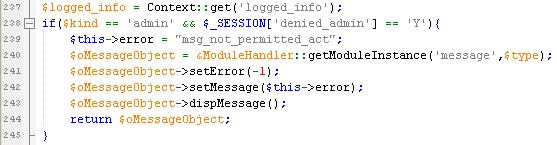 237 $logged_info = Context::get('logged_info');
238 if($kind == 'admin' && $_SESSION['denied_admin'] == 'Y'){
239 $this->error = "msg_not_permitted_act";
240 $oMessageObject = &ModuleHandler::getModuleInstance('message',$type);
241 $oMessageObject->setError(-1);
242 $oMessageObject->setMessage($this->error);
243 $oMessageObject->dispMessage();
244 return $oMessageObject;
245 }